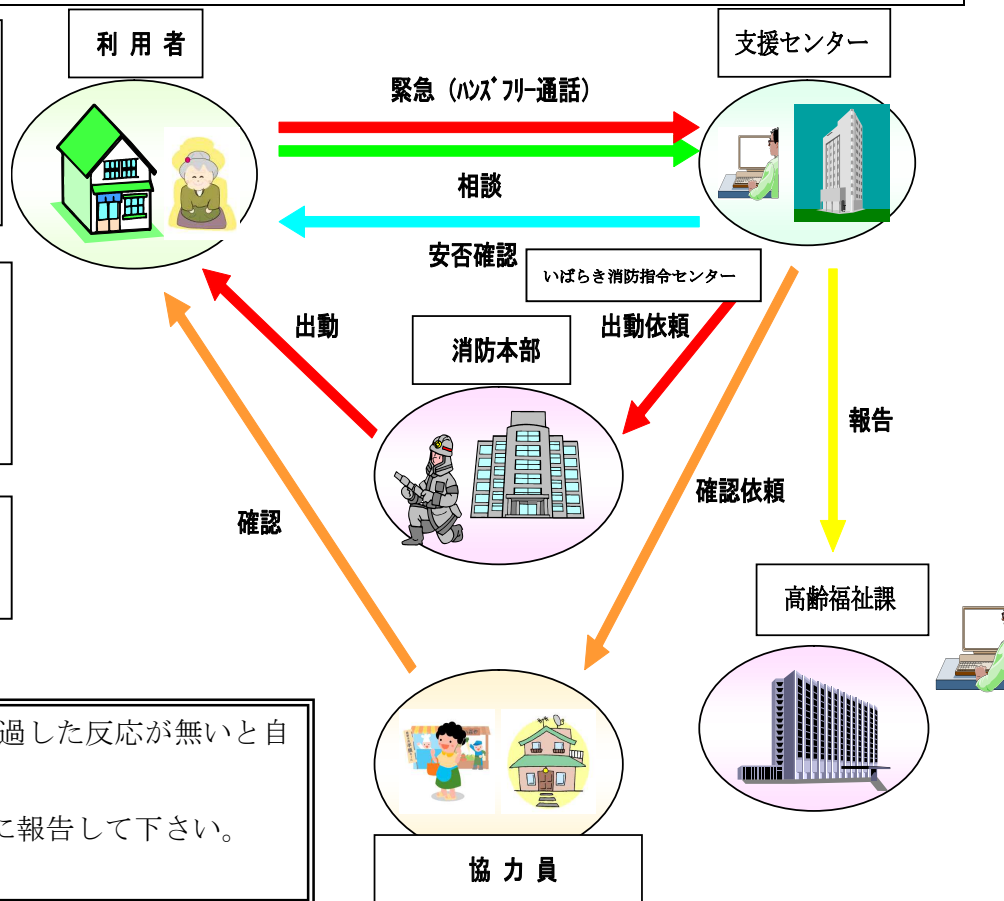 利 用 者
支援センター
緊急（ﾊﾝｽﾞﾌﾘｰ通話）
相談
安否確認
いばらき消防指令センター
出動
出動依頼
消防本部
報告
確認依頼
確認
高齢福祉課
過した反応が無いと自
に報告して下さい。
協 力 員